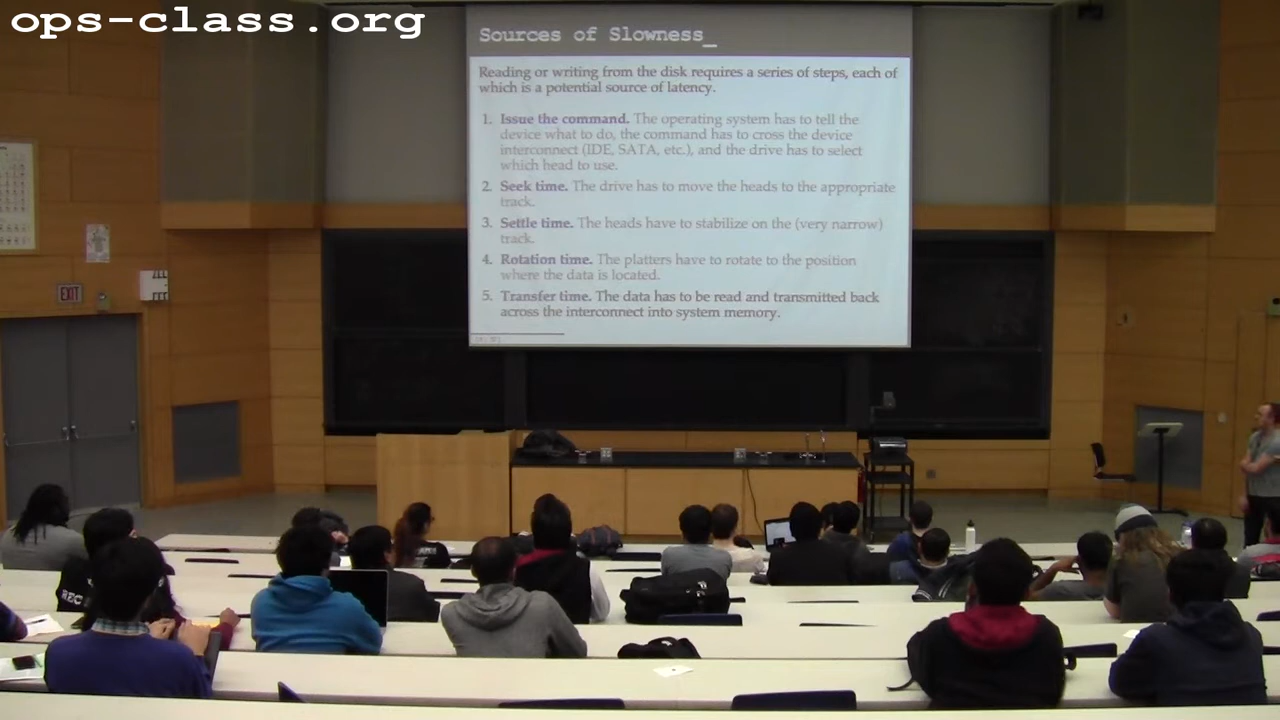 ops-class.org
Sources of Slowness_
Reading or writing from the disk requires a series of steps, each of
which is a potential source of latency.
1. Issue the command. The operating system has to tell the
device what to do, the command has to cross the device
interconnect (IDE, SATA, etc.), and the drive has to select
which head to use.
2. Seek time. The drive has to move the heads to the appropriate
track.
3. Settle time. The heads have to stabilize on the (very narrow)
track.
4. Rotation time. The platters have to rotate to the position
where the data is located.
5. Transfer time. The data has to be read and transmitted back
across the interconnect into system memory.
EXIT
REC